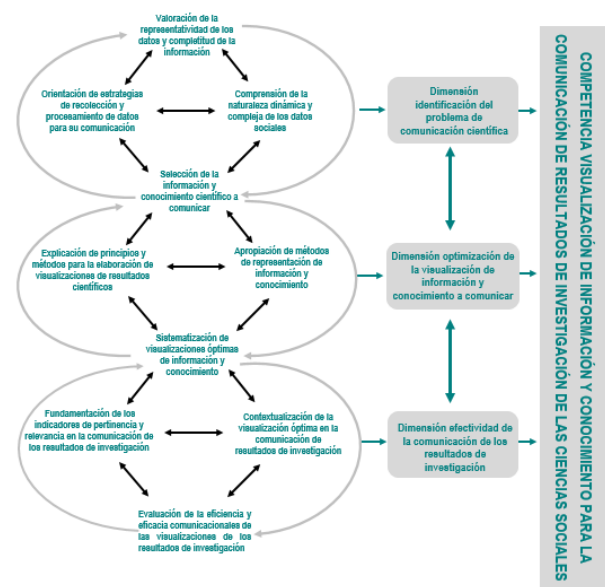 Valoración de la
representatividad de los
datos y completitud de la
información
Orientación de estrategias
de recolección y
procesamiento de datos
para su comunicación
Comprensión de la
naturaleza dinámica y
compleja de los datos
sociales
Selección de la
información y
conocimiento científico a
comunicar
Explicación de principios y
métodos para la elaboración de
visualizaciones de resultados
científicos
Apropiación de métodos
de representación de
información y
conocimiento
Sistematización de
visualizaciones óptimas
de información y
conocimiento
Fundamentación de los
indicadores de pertinencia y
relevancia en la comunicación de
los resultados de investigación
Contextualización de la
visualización óptima en la
comunicación de
resultados de investigación
Evaluación de la eficiencia y
eficacia comunicacionales de
las visualizaciones de los
resultados de investigación
Dimensión
identificación del
problema de
comunicación científica
Dimensión optimización de
la visualización de
información y
conocimiento a comunicar
Dimensión efectividad de
la comunicación de los
resultados de
investigación
COMPETENCIA VISUALIZACIÓN DE INFORMACIÓN Y CONOCIMIENTO PARA LA
COMUNICACIÓN DE RESULTADOS DE INVESTIGACIÓN DE LAS CIENCIAS SOCIALES